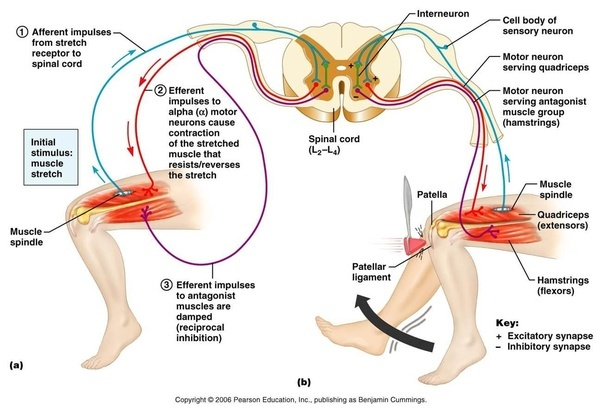 ① Afferent impulses
from stretch
receptor to
spinal cord
② Efferent
impulses to
alpha (α) motor
neurons cause
contraction
of the stretched
muscle that
resists/reverses
the stretch
Initial
stimulus:
muscle
stretch
Muscle
spindle
③ Efferent impulses
to antagonist
muscles are
damped
(reciprocal
inhibition)
(a)
Interneuron
Cell body of
sensory neuron
Motor neuron
serving quadriceps
Motor neuron
serving antagonist
muscle group
(hamstrings)
+
+
–
Spinal cord
(L2–L4)
Patella
Muscle
spindle
Quadriceps
(extensors)
Patellar
ligament
Hamstrings
(flexors)
Key:
+ Excitatory synapse
– Inhibitory synapse
(b)
Copyright © 2006 Pearson Education, Inc., publishing as Benjamin Cummings.